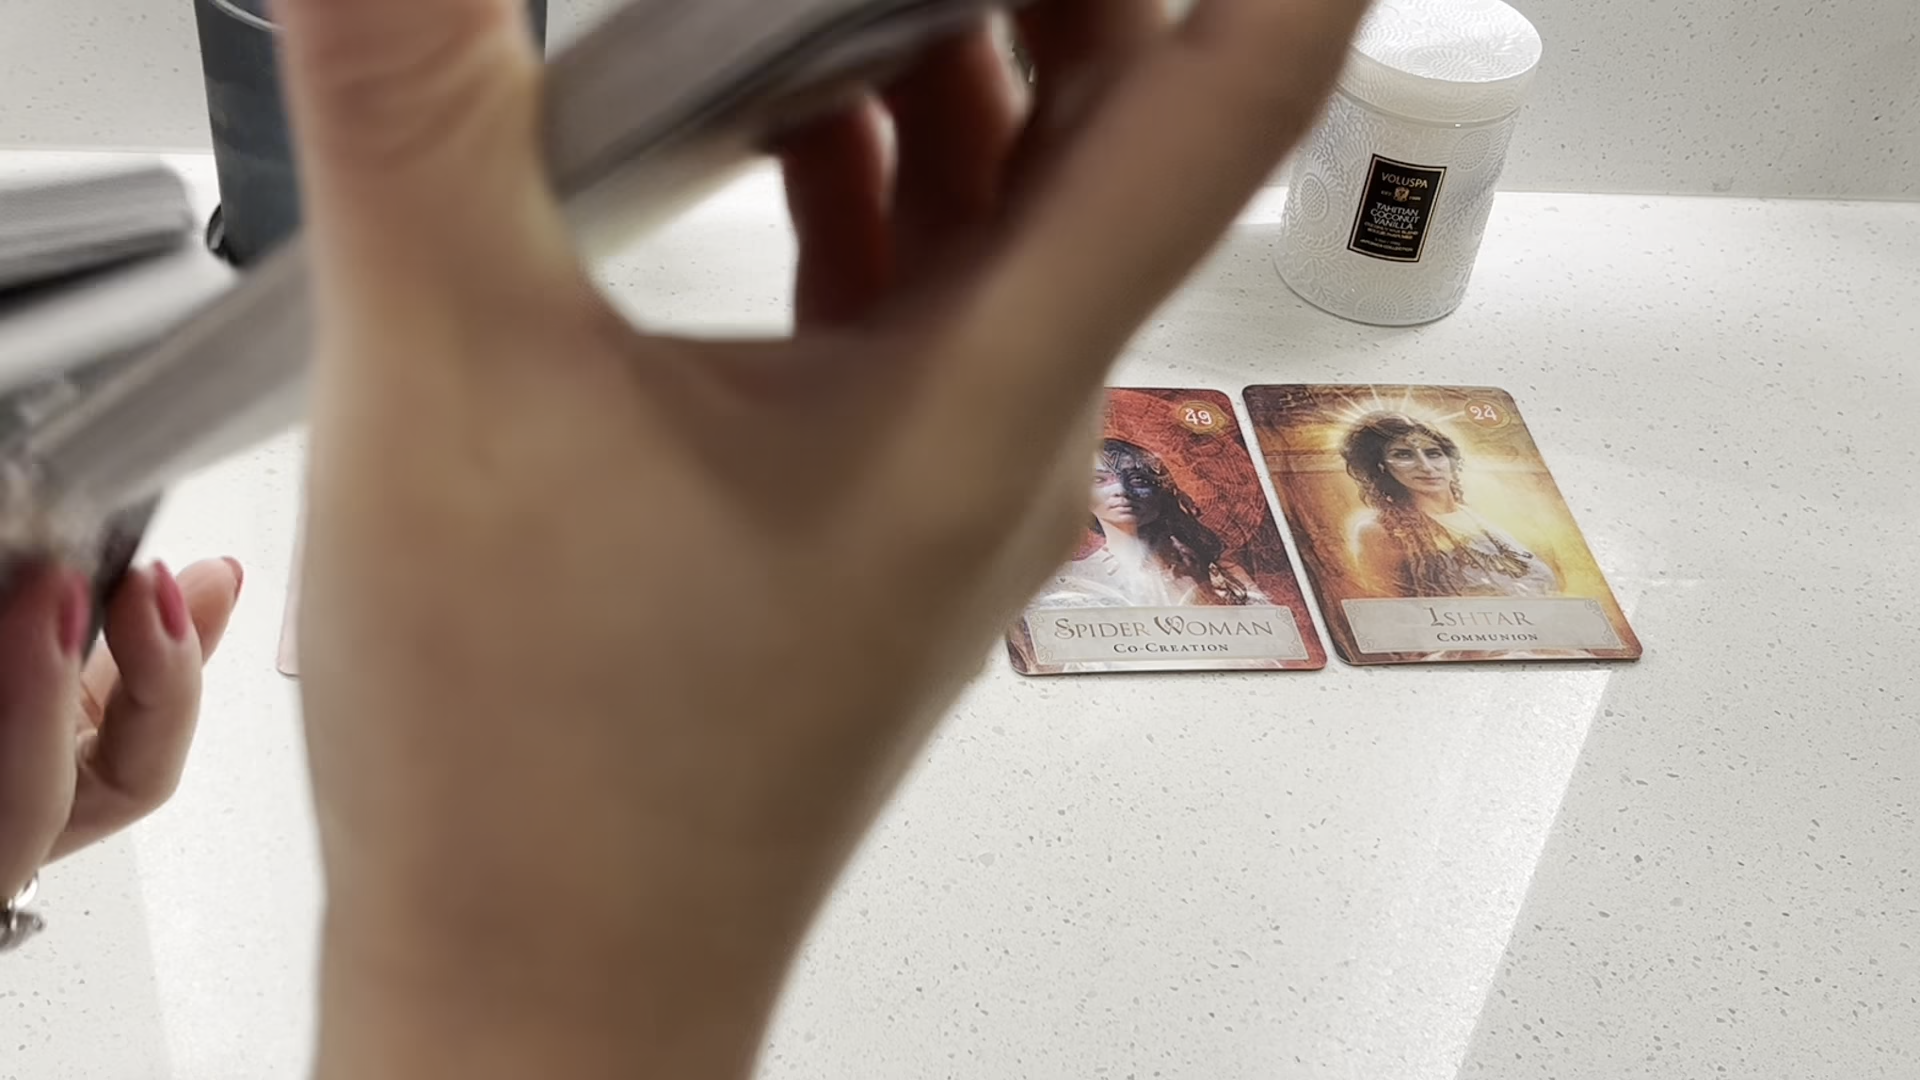 VOLUSPA
TAHITIAN
COCONUT
VANILLA
49
24
SPIDER WOMAN
CO-CREATION
ISHTAR
COMMUNION